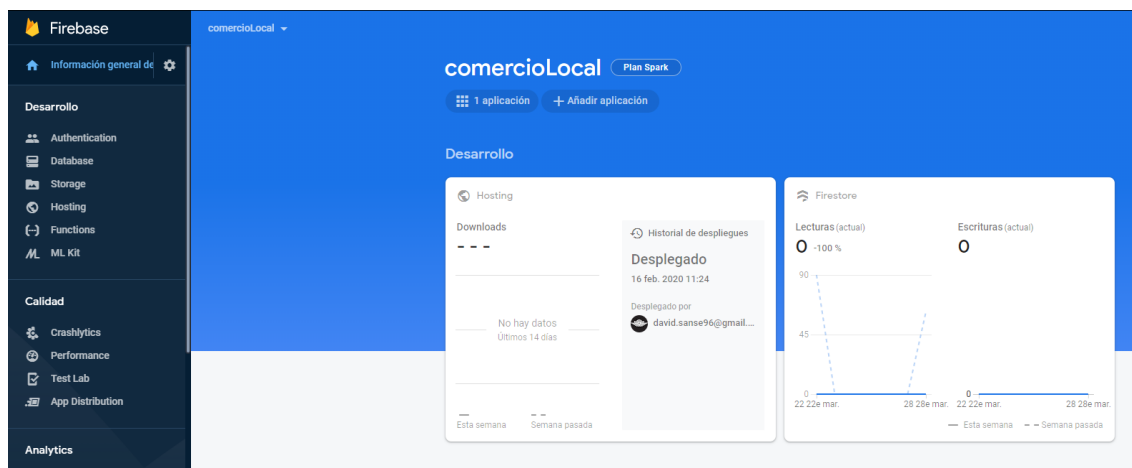 Firebase
Información general de
Desarrollo
Authentication
Database
Storage
Hosting
Functions
ML Kit
Calidad
Crashlytics
Performance
Test Lab
App Distribution
Analytics
comercioLocal
comercioLocal Plan Spark
1 aplicación + Añadir aplicación
Desarrollo
Hosting
Downloads
- - -
No hay datos
Últimos 14 días
Esta semana Semana pasada
Historial de despliegues
Desplegado
16 feb. 2020 11:24
Desplegado por
david.sanse96@gmail....
Firestore
Lecturas (actual)
0 -100 %
90
45
0
22 22e mar. 28 28e mar.
Escrituras (actual)
0
0
22 22e mar. 28 28e mar.
Esta semana Semana pasada